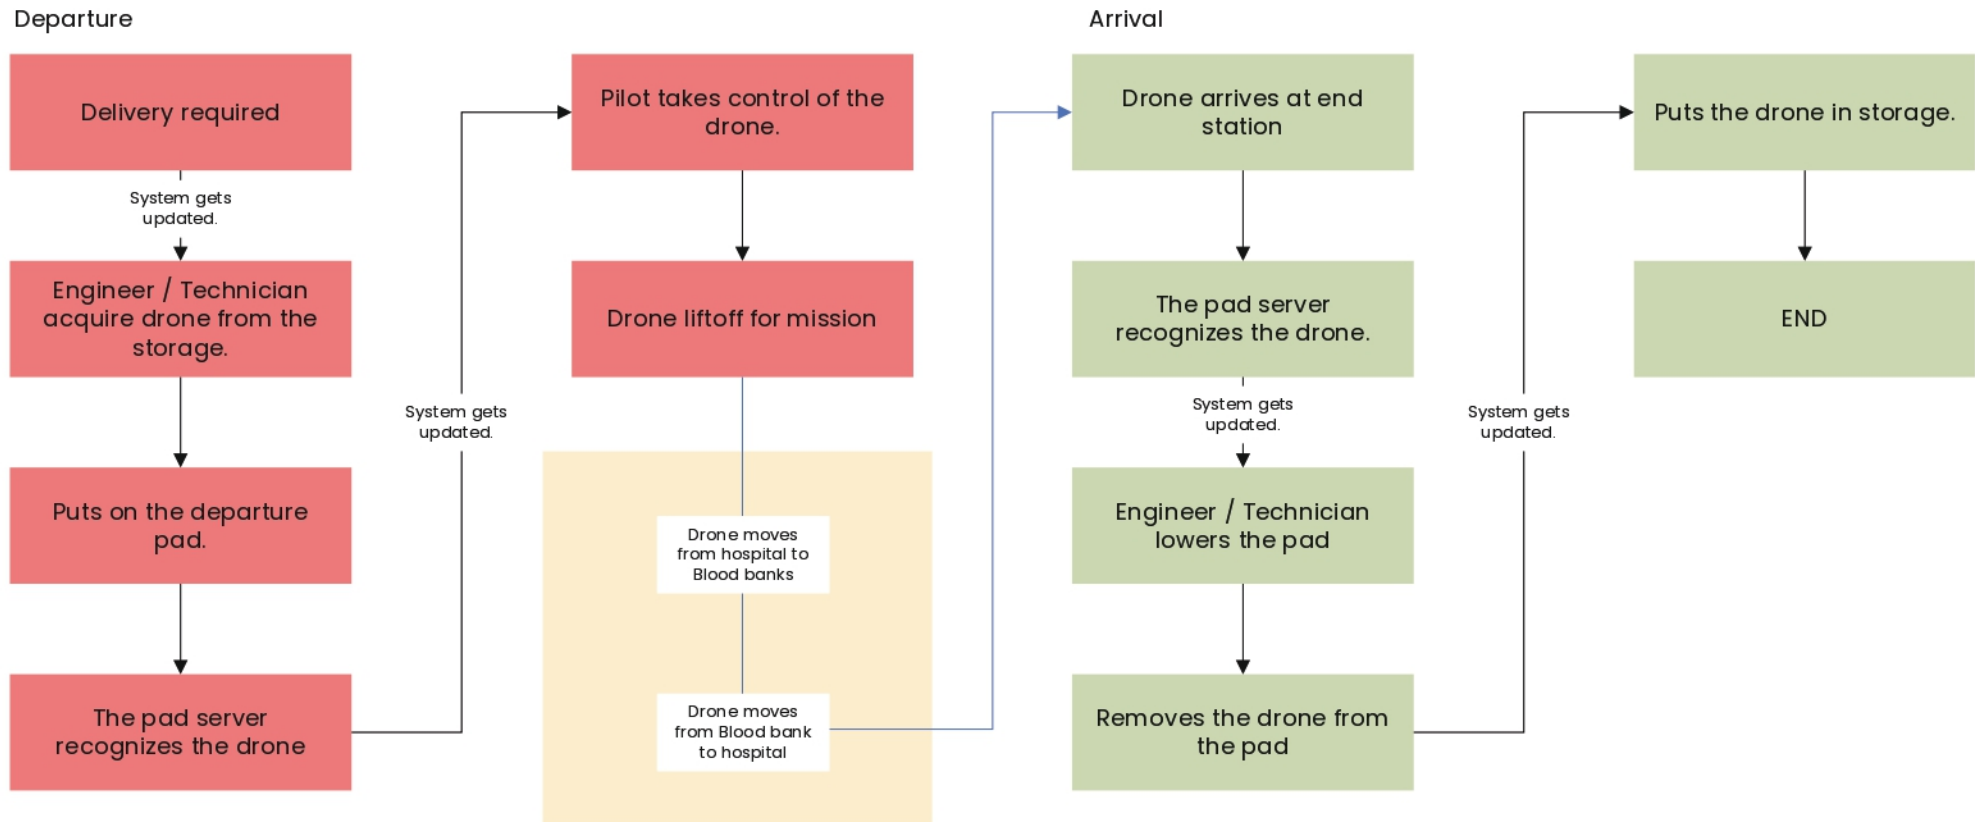 Departure
Delivery required
System gets
updated.
Engineer / Technician
acquire drone from the
storage.
Puts on the departure
pad.
The pad server
recognizes the drone
System gets
updated.
Pilot takes control of the
drone.
Drone liftoff for mission
Drone moves
from hospital to
Blood banks
Drone moves
from Blood bank
to hospital
Arrival
Drone arrives at end
station
The pad server
recognizes the drone.
System gets
updated.
Engineer / Technician
lowers the pad
Removes the drone from
the pad
System gets
updated.
Puts the drone in storage.
END